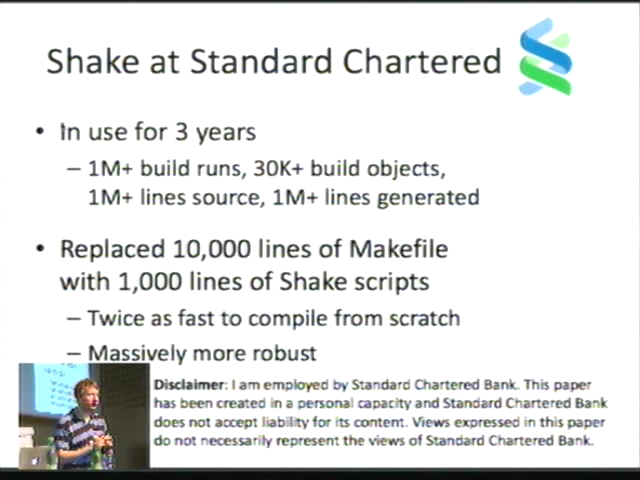 Shake at Standard Chartered
• In use for 3 years
– 1M+ build runs, 30K+ build objects,
1M+ lines source, 1M+ lines generated
• Replaced 10,000 lines of Makefile
with 1,000 lines of Shake scripts
– Twice as fast to compile from scratch
– Massively more robust
Disclaimer: I am employed by Standard Chartered Bank. This paper
has been created in a personal capacity and Standard Chartered Bank
does not accept liability for its content. Views expressed in this paper
do not necessarily represent the views of Standard Chartered Bank.